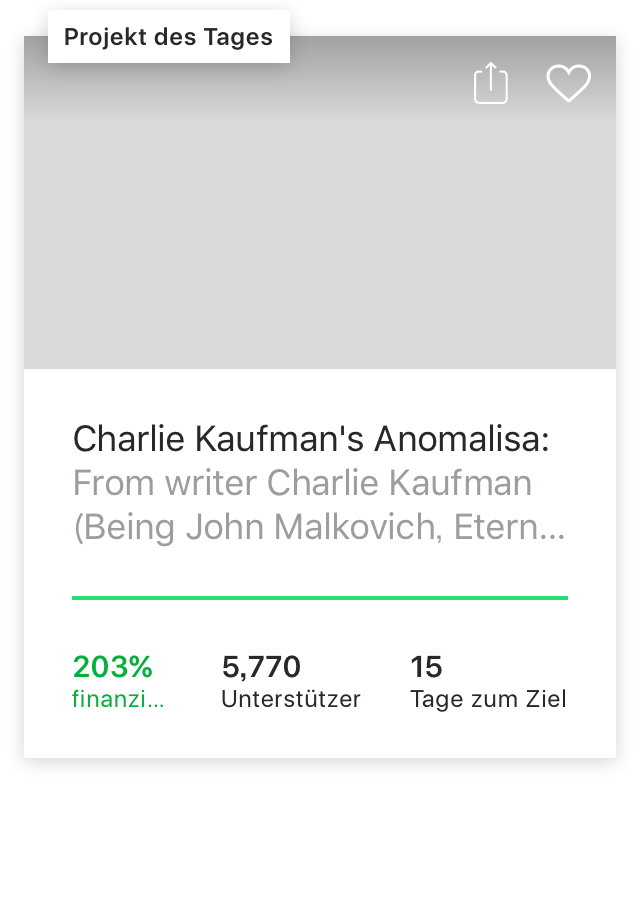 Projekt des Tages
Charlie Kaufman's Anomalisa:
From writer Charlie Kaufman
(Being John Malkovich, Etern…
203% 5,770 15
finanzi… Unterstützer Tage zum Ziel